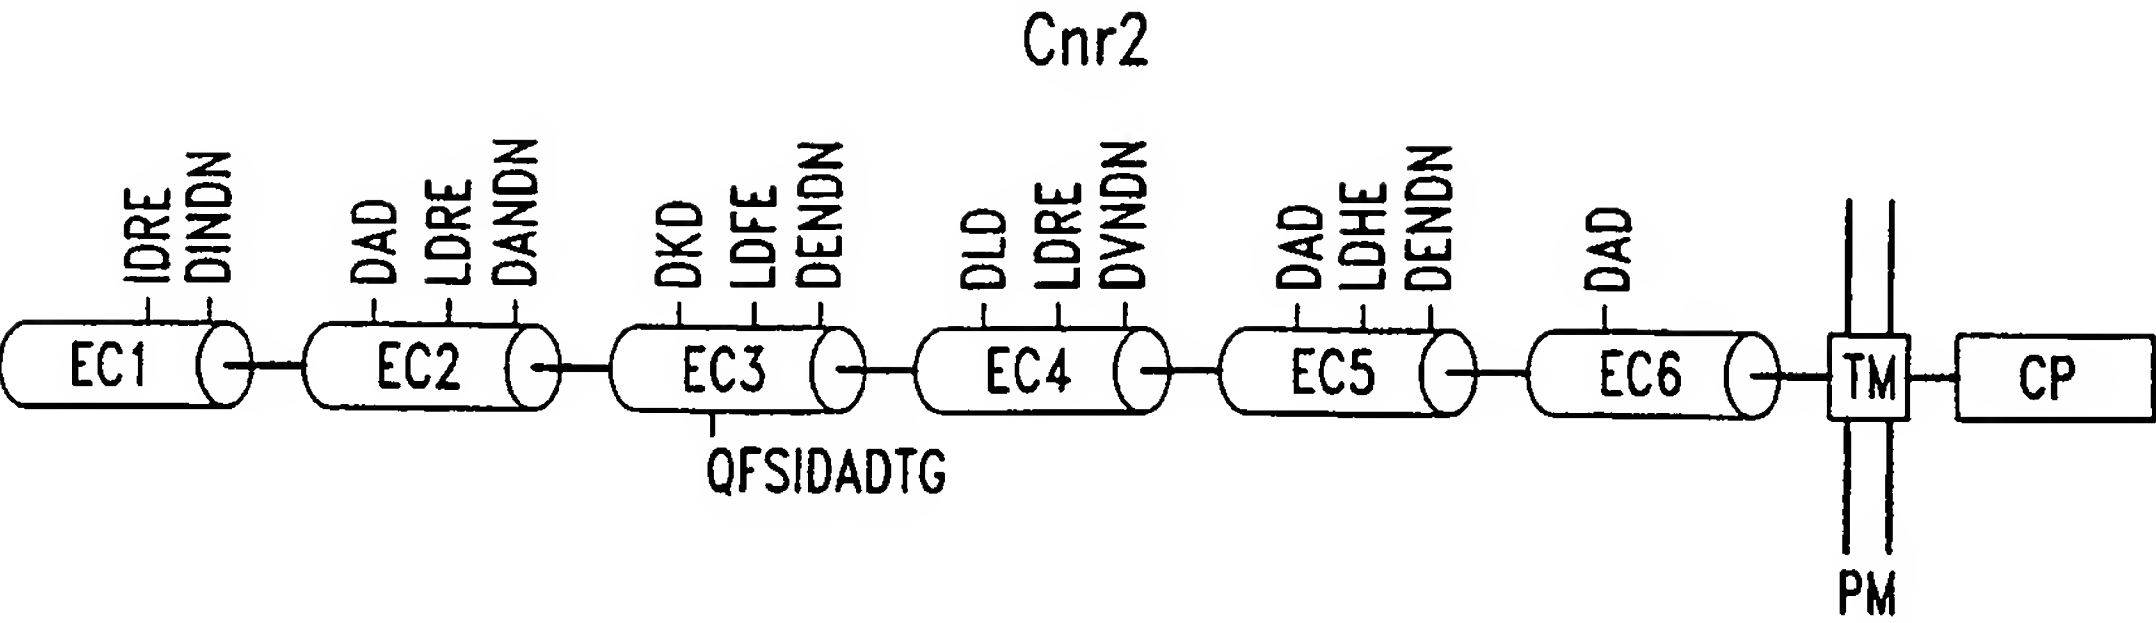 Cnr2
IDRE
DINDN
DAD
LDRE
DANDN
DKD
LDFE
DENDN
DLD
LDRE
DVNDN
DAD
LDHE
DENDN
DAD
EC1
EC2
EC3
EC4
EC5
EC6
TM
CP
QFSIDADTG
PM